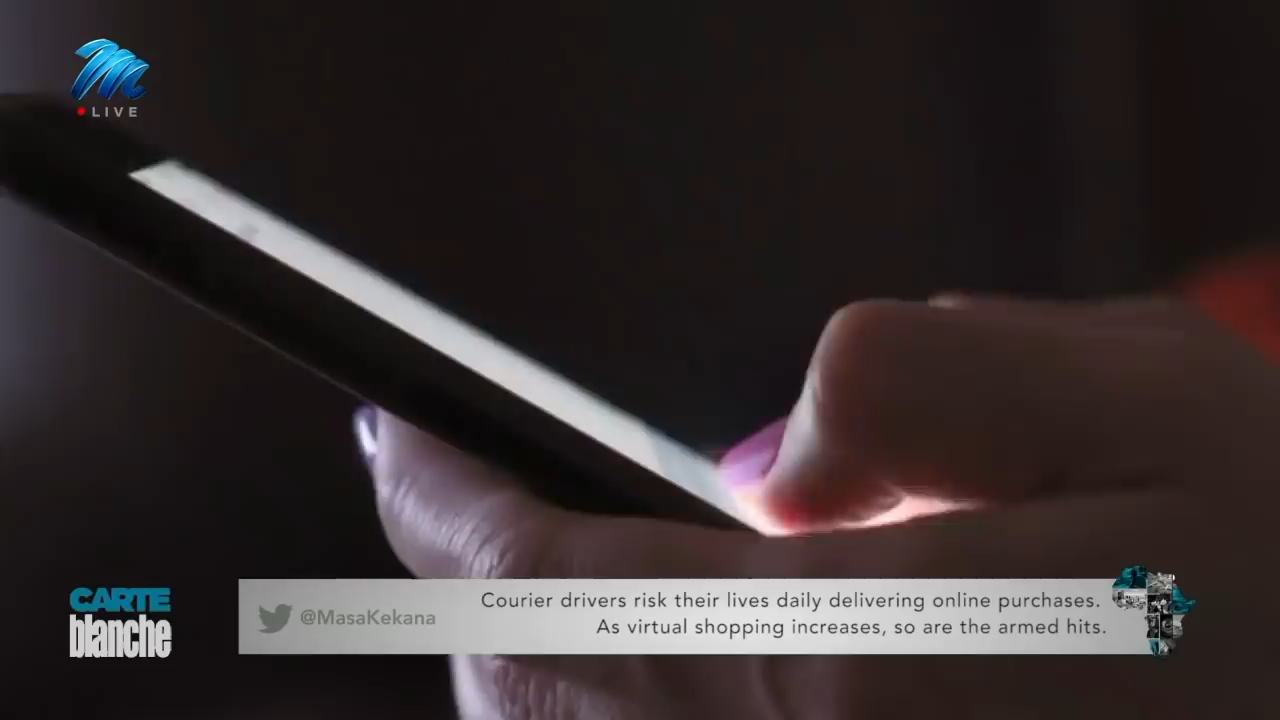 LIVE
CARTE
blanche
@MasaKekana
Courier drivers risk their lives daily delivering online purchases.
As virtual shopping increases, so are the armed hits.